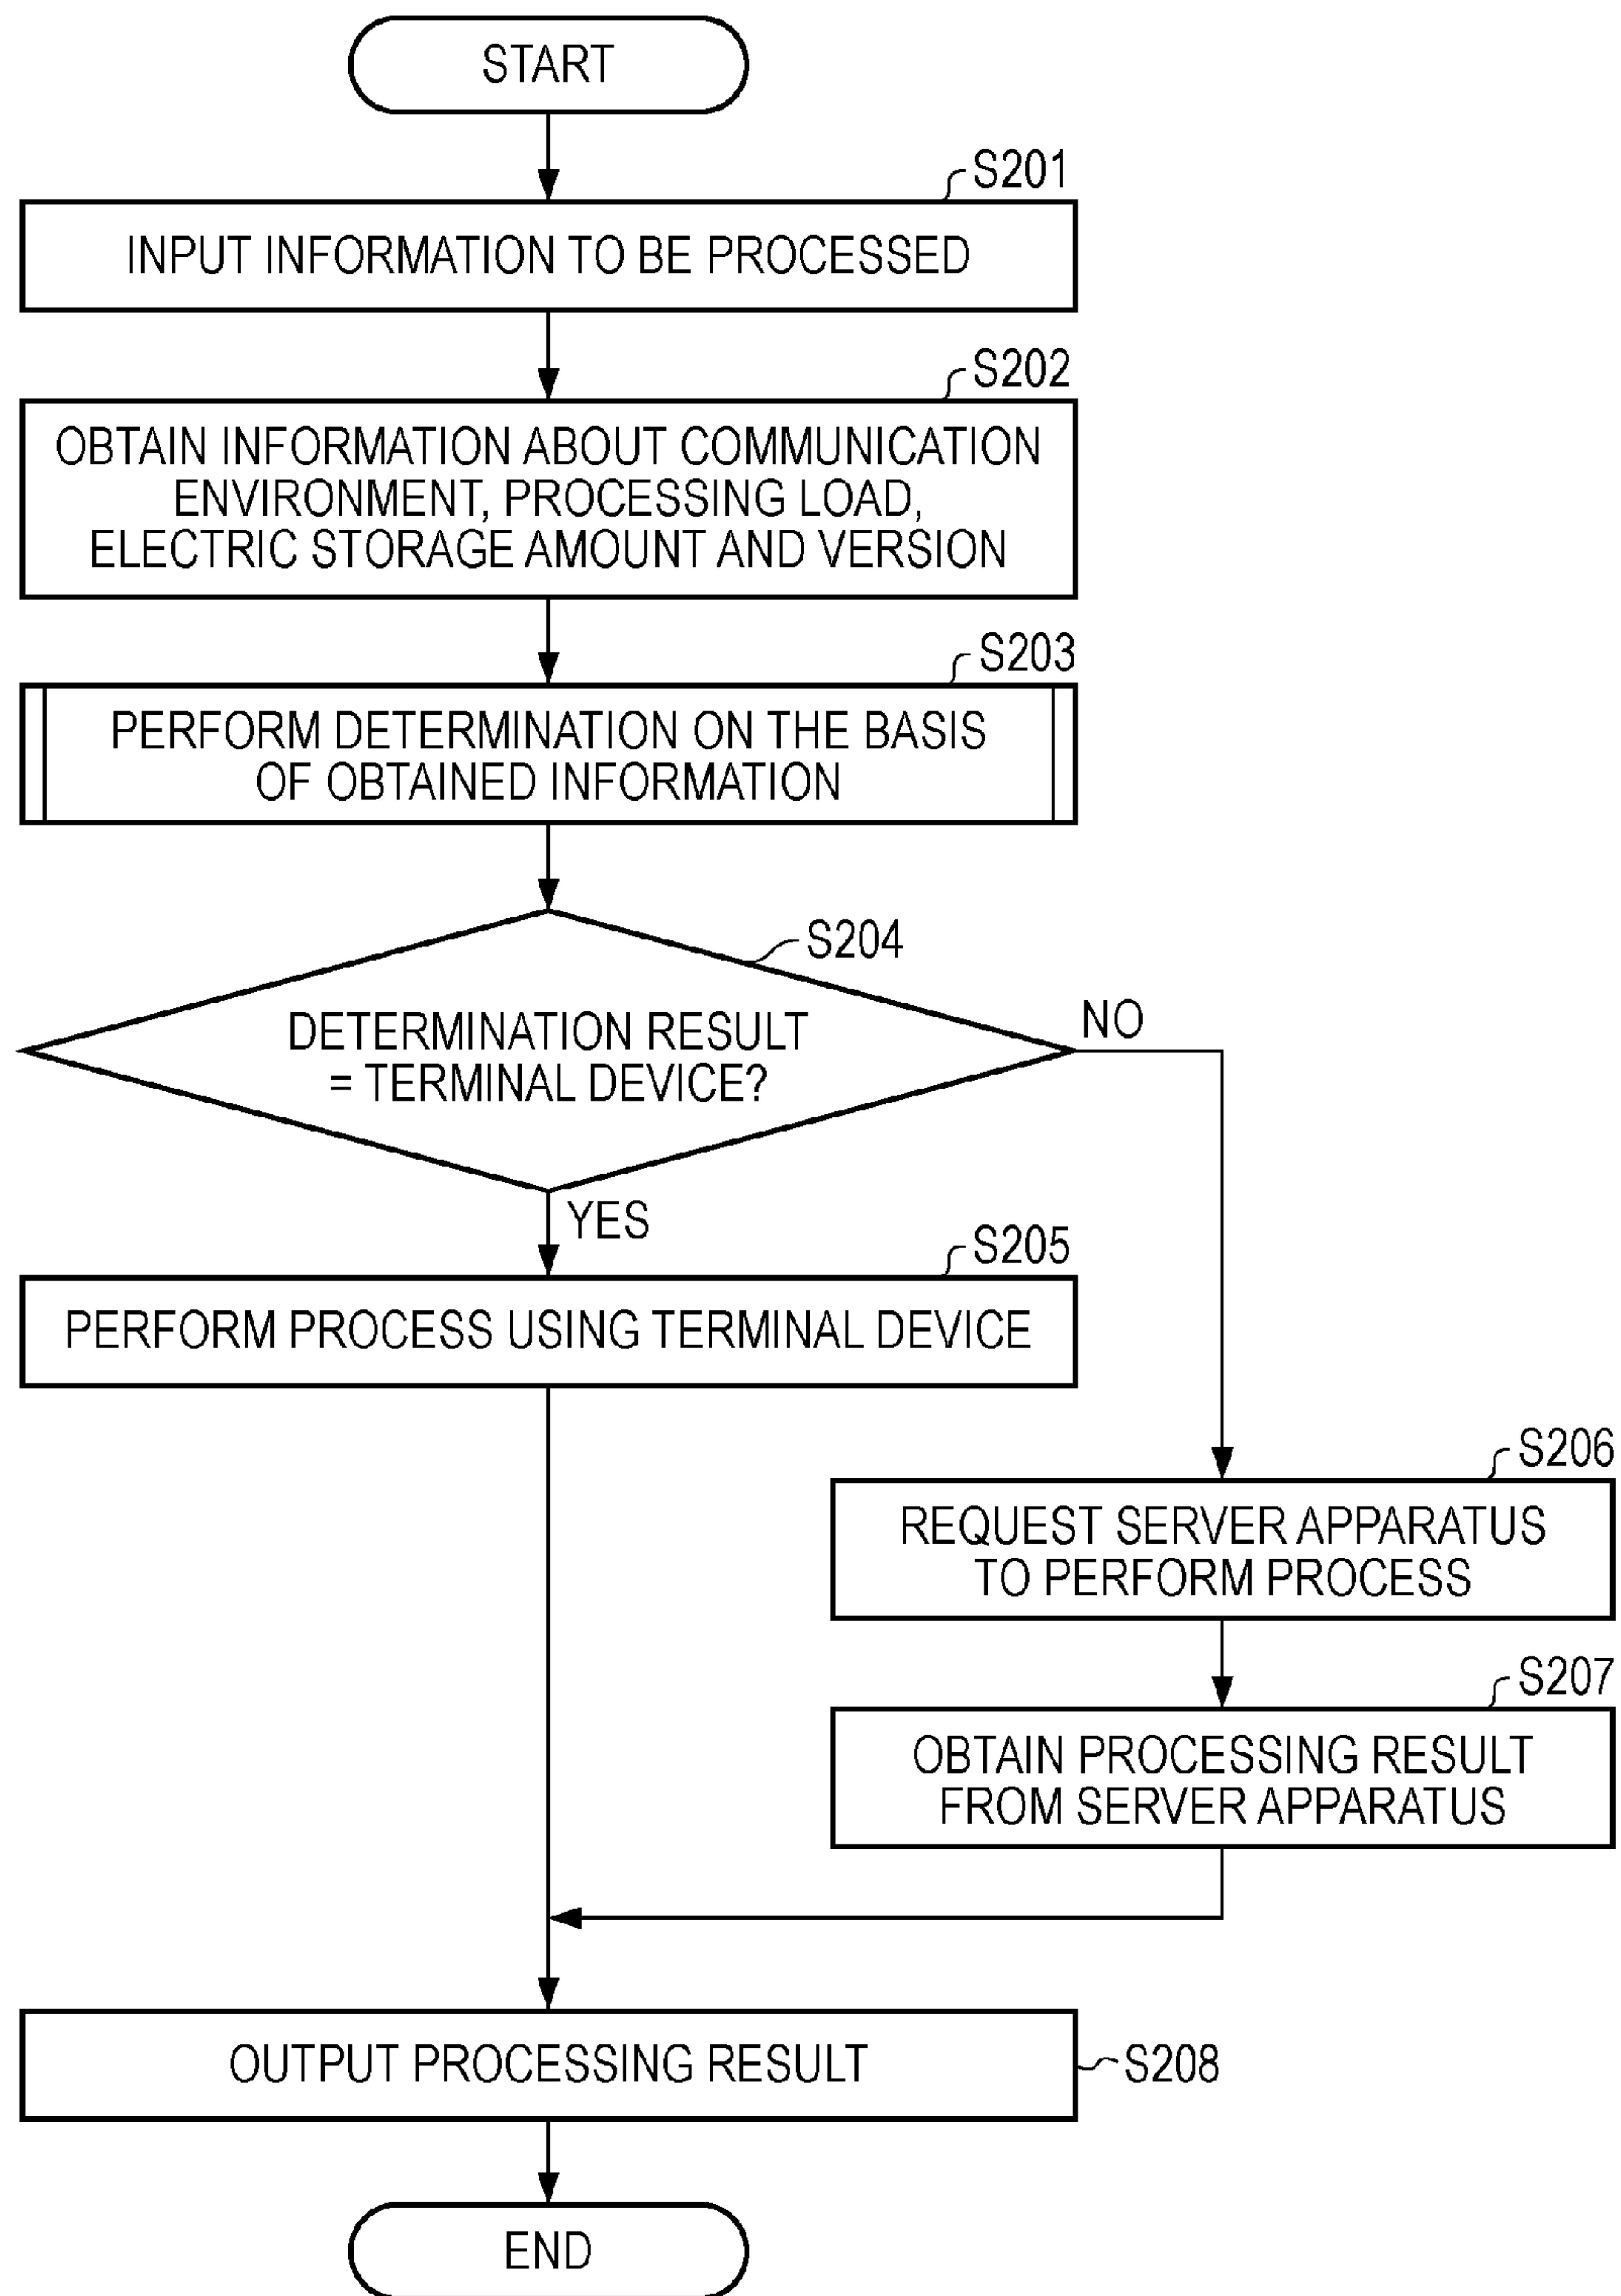 START
S201
INPUT INFORMATION TO BE PROCESSED
S202
OBTAIN INFORMATION ABOUT COMMUNICATION
ENVIRONMENT, PROCESSING LOAD,
ELECTRIC STORAGE AMOUNT AND VERSION
S203
PERFORM DETERMINATION ON THE BASIS
OF OBTAINED INFORMATION
S204
DETERMINATION RESULT
= TERMINAL DEVICE?
NO
YES
S205
PERFORM PROCESS USING TERMINAL DEVICE
S206
REQUEST SERVER APPARATUS
TO PERFORM PROCESS
S207
OBTAIN PROCESSING RESULT
FROM SERVER APPARATUS
OUTPUT PROCESSING RESULT
S208
END